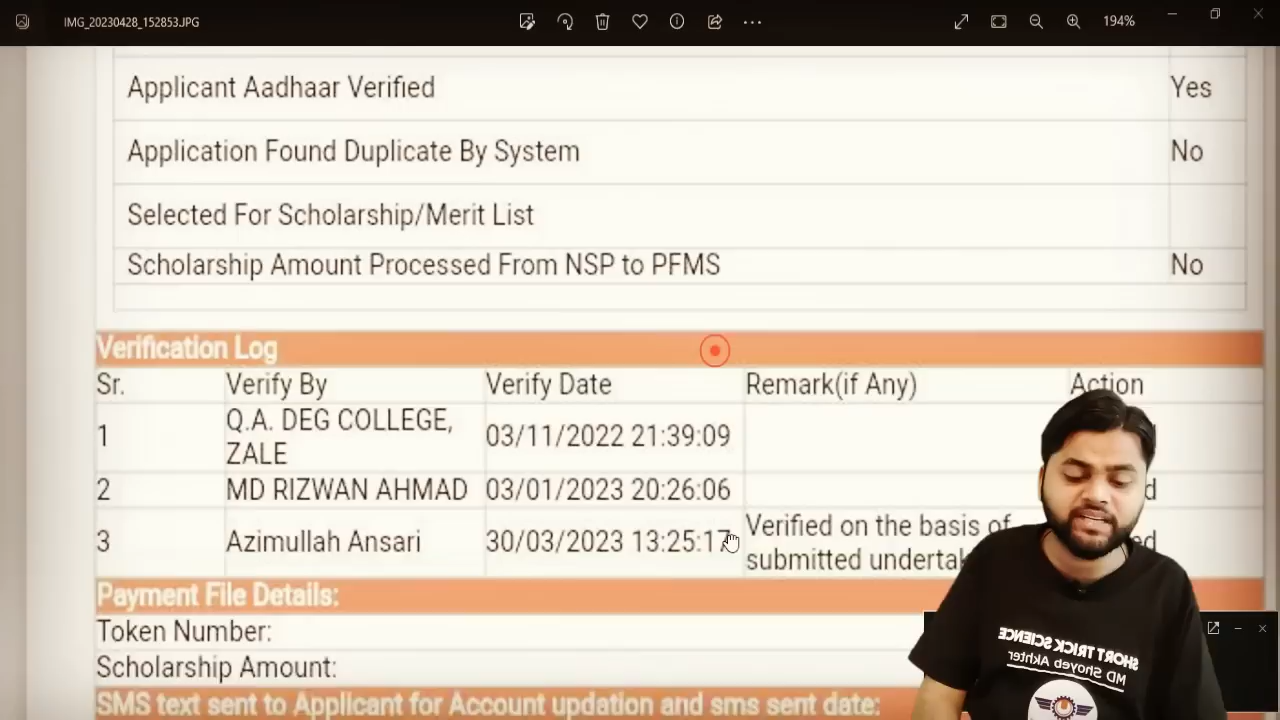 IMG_20230428_152853.JPG
194%
Applicant Aadhaar Verified Yes
Application Found Duplicate By System No
Selected For Scholarship/Merit List
Scholarship Amount Processed From NSP to PFMS No
Verification Log
Sr. Verify By Verify Date Remark(if Any) Action
1 Q.A. DEG COLLEGE, ZALE 03/11/2022 21:39:09
2 MD RIZWAN AHMAD 03/01/2023 20:26:06
3 Azimullah Ansari 30/03/2023 13:25:17 Verified on the basis of
submitted
Payment File Details:
Token Number:
Scholarship Amount:
SMS text sent to Applicant for Account updation and sms sent date:
SHORT TRICK SCIENCE
MD Shoyeb Akhter